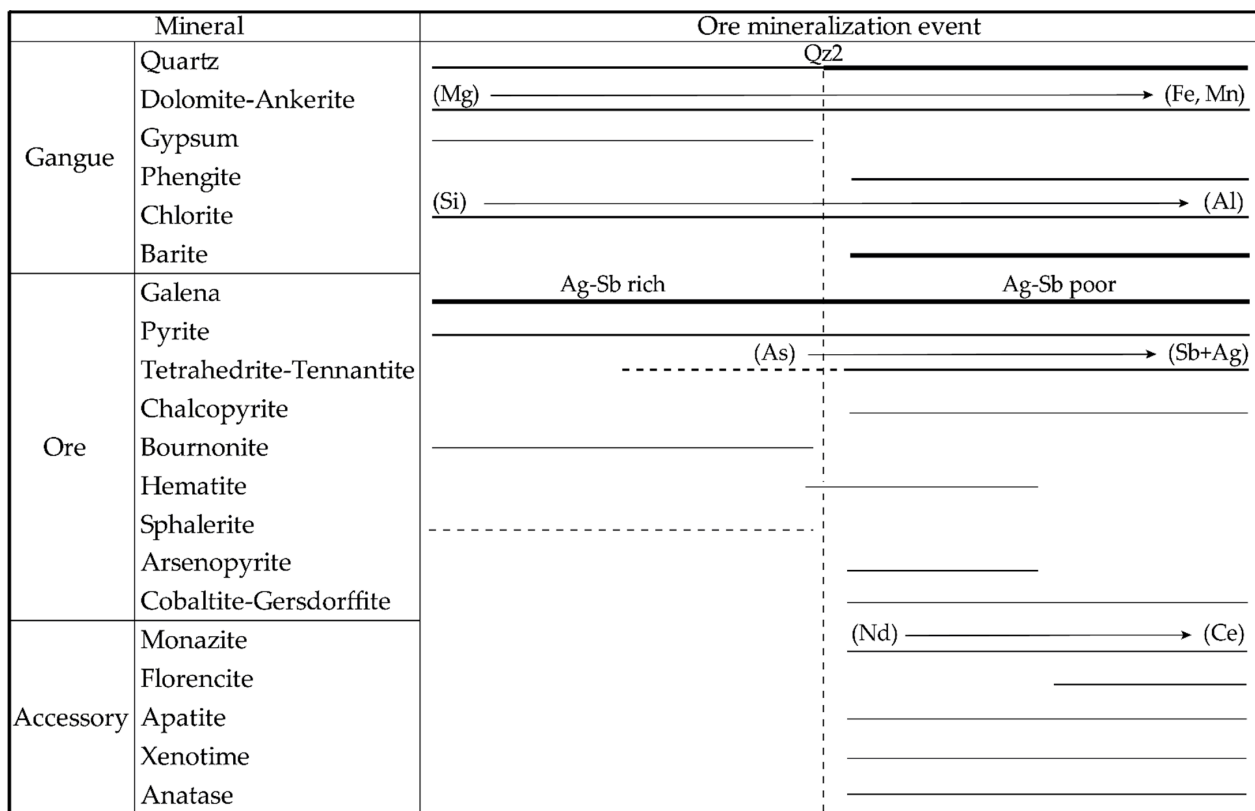 Mineral Ore mineralization event
Quartz Qz2
Dolomite-Ankerite (Mg) (Fe, Mn)
Gypsum
Gangue
Phengite
Chlorite (Si) (Al)
Barite
Galena Ag-Sb rich Ag-Sb poor
Pyrite
Tetrahedrite-Tennantite (As) (Sb+Ag)
Chalcopyrite
Ore Bournonite
Hematite
Sphalerite
Arsenopyrite
Cobaltite-Gersdorffite
Monazite (Nd) (Ce)
Florencite
Accessory Apatite
Xenotime
Anatase